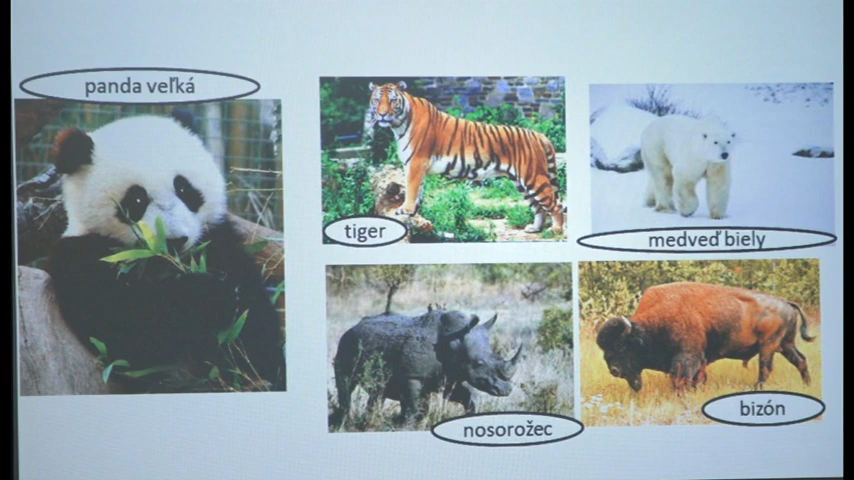 panda veľká
tiger
medveď biely
nosorožec
bizón